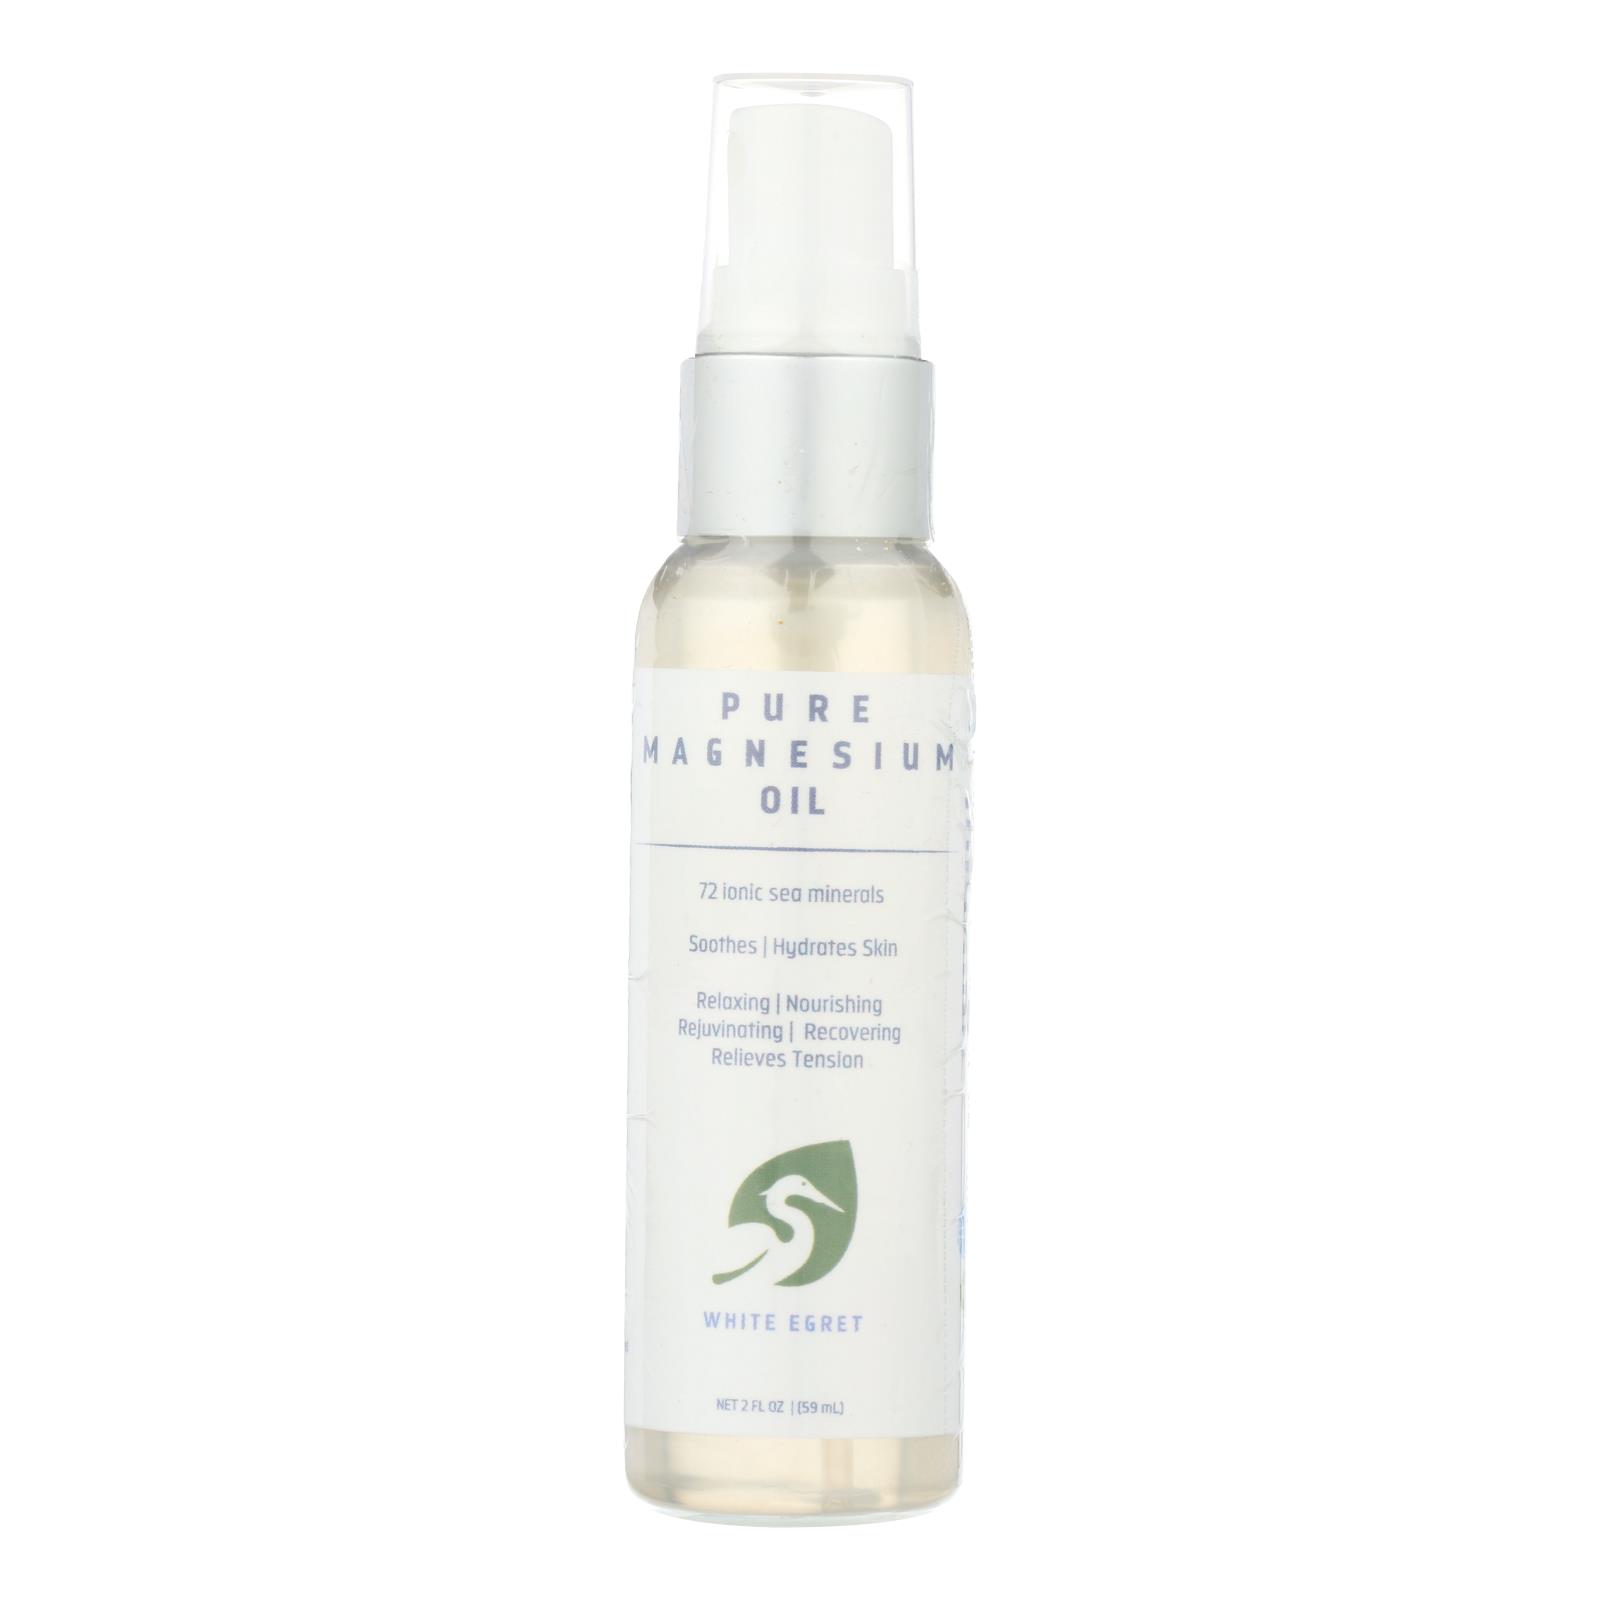 PURE
MAGNESIUM
OIL
72 ionic sea minerals
Soothes | Hydrates Skin
Relaxing | Nourishing
Rejuvinating | Recovering
Relieves Tension
WHITE EGRET
NET 2 FL OZ | (59 mL)